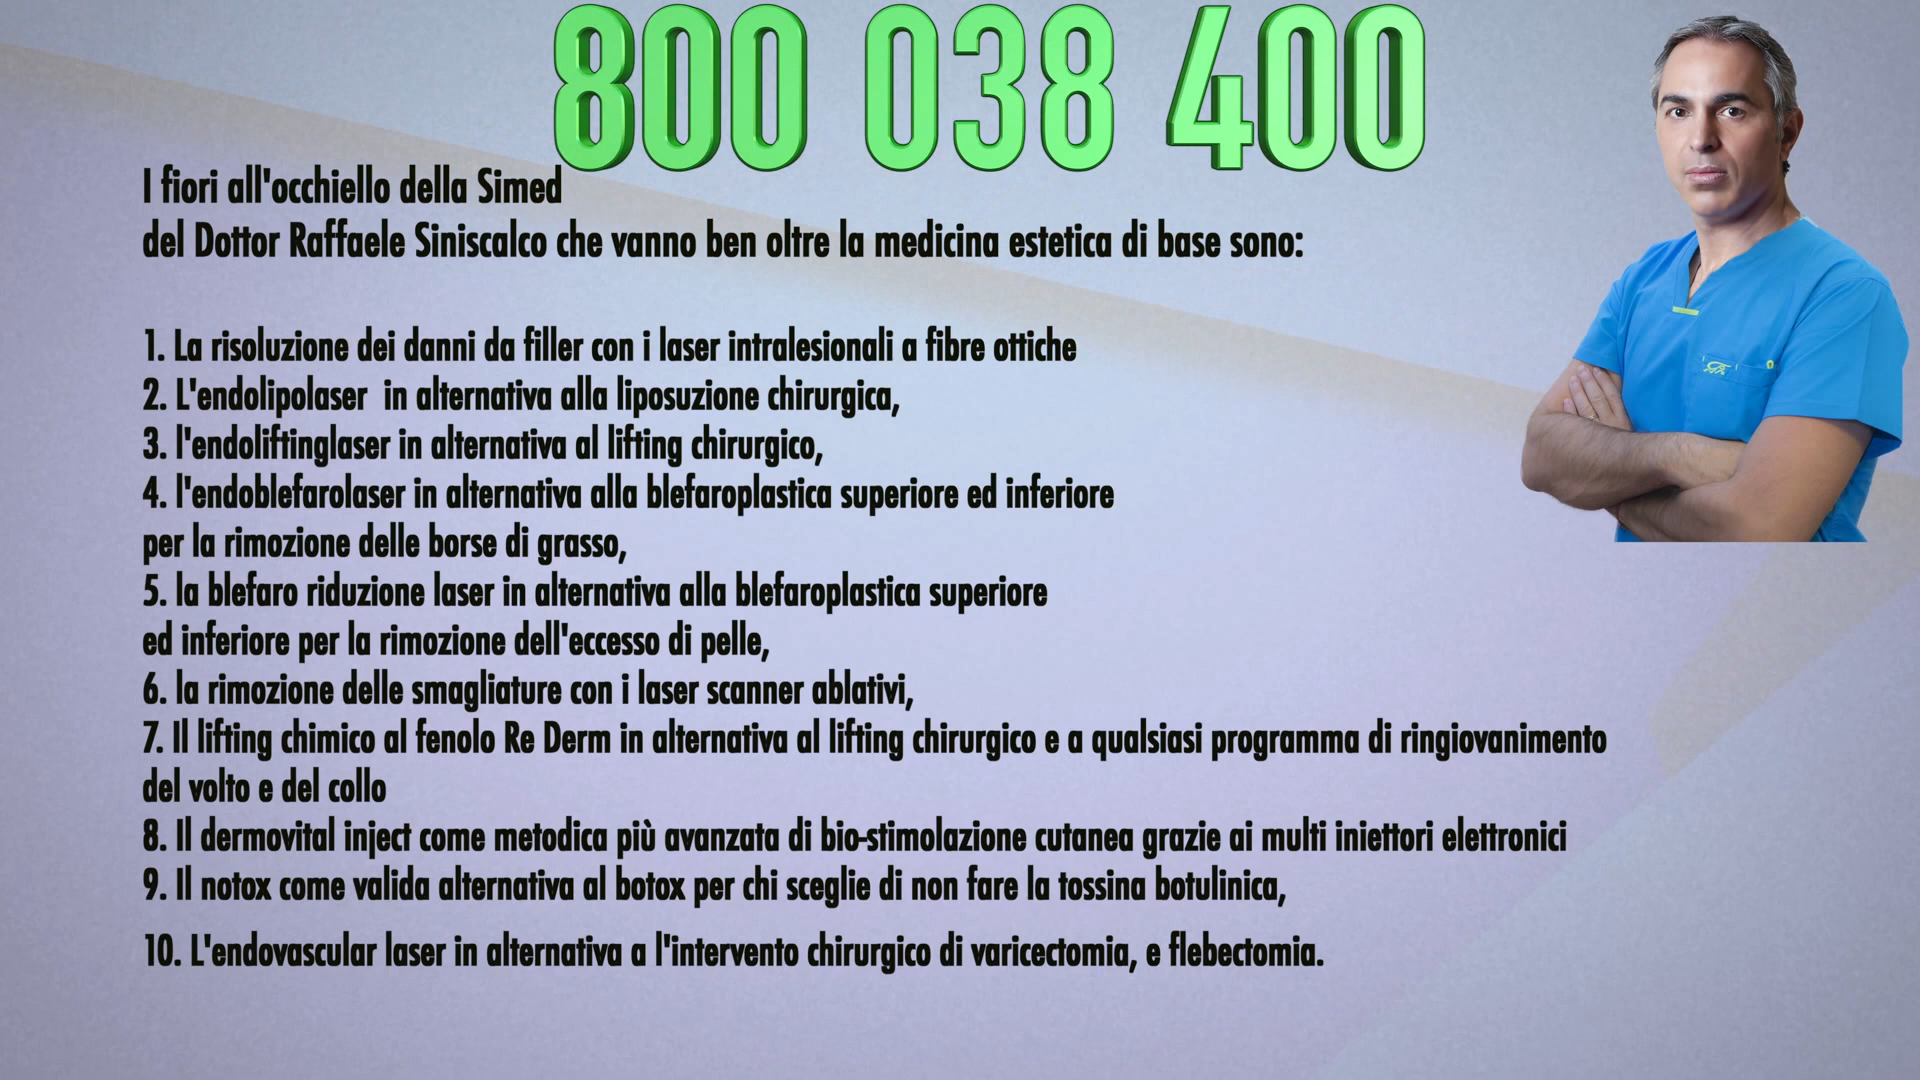 800 038 400
I fiori all'occhiello della Simed
del Dottor Raffaele Siniscalco che vanno ben oltre la medicina estetica di base sono:
1. La risoluzione dei danni da filler con i laser intralesionali a fibre ottiche
2. L'endolipolaser  in alternativa alla liposuzione chirurgica,
3. l'endoliftinglaser in alternativa al lifting chirurgico,
4. l'endoblefarolaser in alternativa alla blefaroplastica superiore ed inferiore
per la rimozione delle borse di grasso,
5. la blefaro riduzione laser in alternativa alla blefaroplastica superiore
ed inferiore per la rimozione dell'eccesso di pelle,
6. la rimozione delle smagliature con i laser scanner ablativi,
7. Il lifting chimico al fenolo Re Derm in alternativa al lifting chirurgico e a qualsiasi programma di ringiovanimento
del volto e del collo
8. Il dermovital inject come metodica più avanzata di bio-stimolazione cutanea grazie ai multi iniettori elettronici
9. Il notox come valida alternativa al botox per chi sceglie di non fare la tossina botulinica,
10. L'endovascular laser in alternativa a l'intervento chirurgico di varicectomia, e flebectomia.